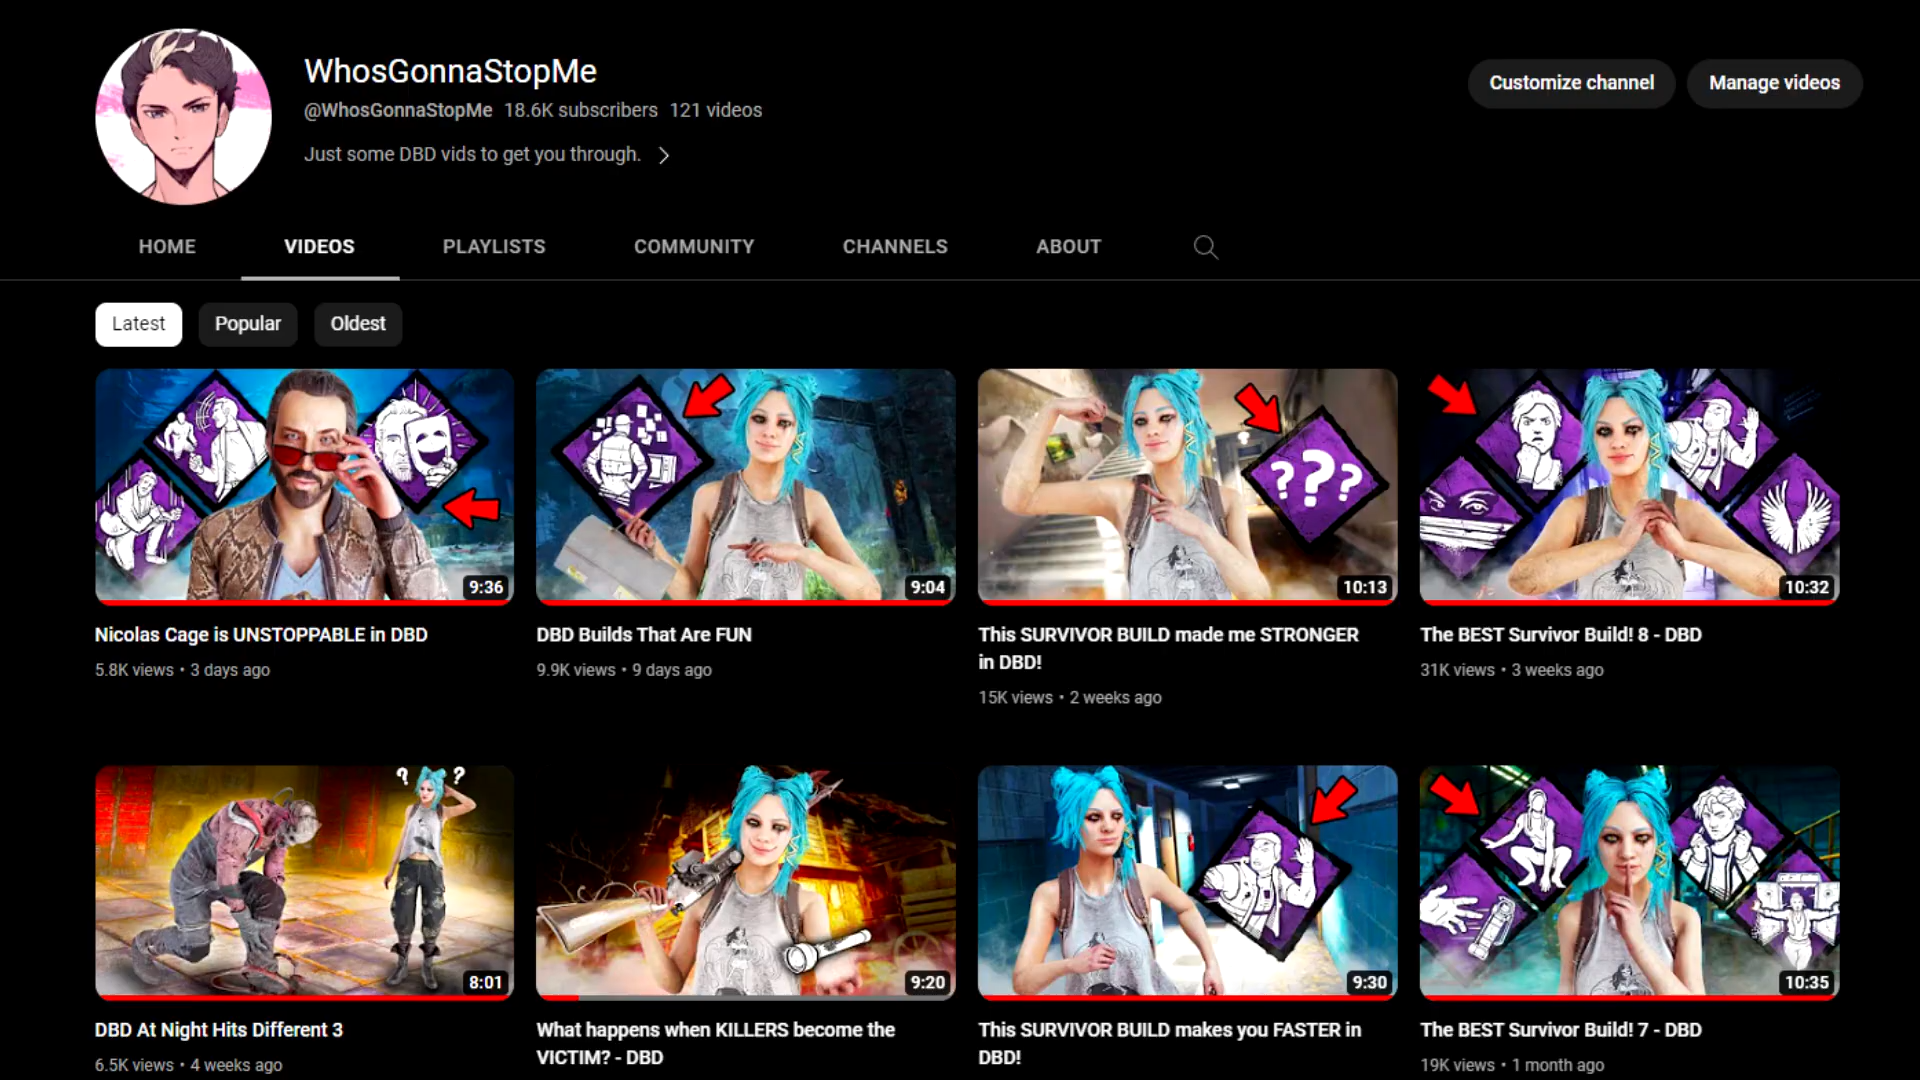 WhosGonnaStopMe
@WhosGonnaStopMe 18.6K subscribers 121 videos
Just some DBD vids to get you through.
Customize channel
Manage videos
HOME
VIDEOS
PLAYLISTS
COMMUNITY
CHANNELS
ABOUT
Latest
Popular
Oldest
9:36
9:04
???
10:13
10:32
Nicolas Cage is UNSTOPPABLE in DBD
5.8K views • 3 days ago
DBD Builds That Are FUN
9.9K views • 9 days ago
This SURVIVOR BUILD made me STRONGER
in DBD!
15K views • 2 weeks ago
The BEST Survivor Build! 8 - DBD
31K views • 3 weeks ago
? ?
8:01
9:20
9:30
10:35
DBD At Night Hits Different 3
6.5K views • 4 weeks ago
What happens when KILLERS become the
VICTIM? - DBD
This SURVIVOR BUILD makes you FASTER in
DBD!
The BEST Survivor Build! 7 - DBD
19K views • 1 month ago